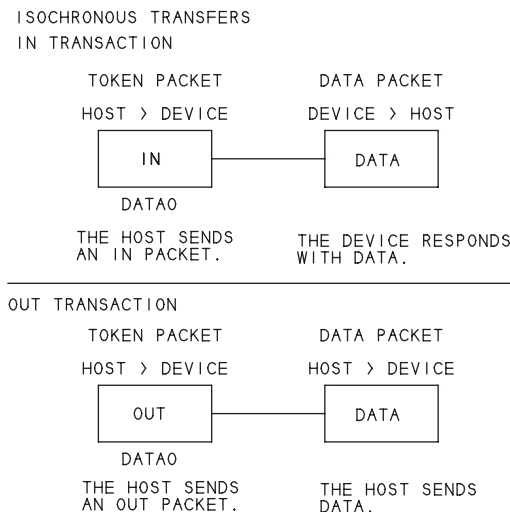 ISOCHRONOUS TRANSFERS
IN TRANSACTION
TOKEN PACKET DATA PACKET
HOST > DEVICE DEVICE > HOST
IN DATA
DATA0
THE HOST SENDS THE DEVICE RESPONDS
AN IN PACKET. WITH DATA.
OUT TRANSACTION
TOKEN PACKET DATA PACKET
HOST > DEVICE HOST > DEVICE
OUT DATA
DATA0
THE HOST SENDS THE HOST SENDS
AN OUT PACKET. DATA.